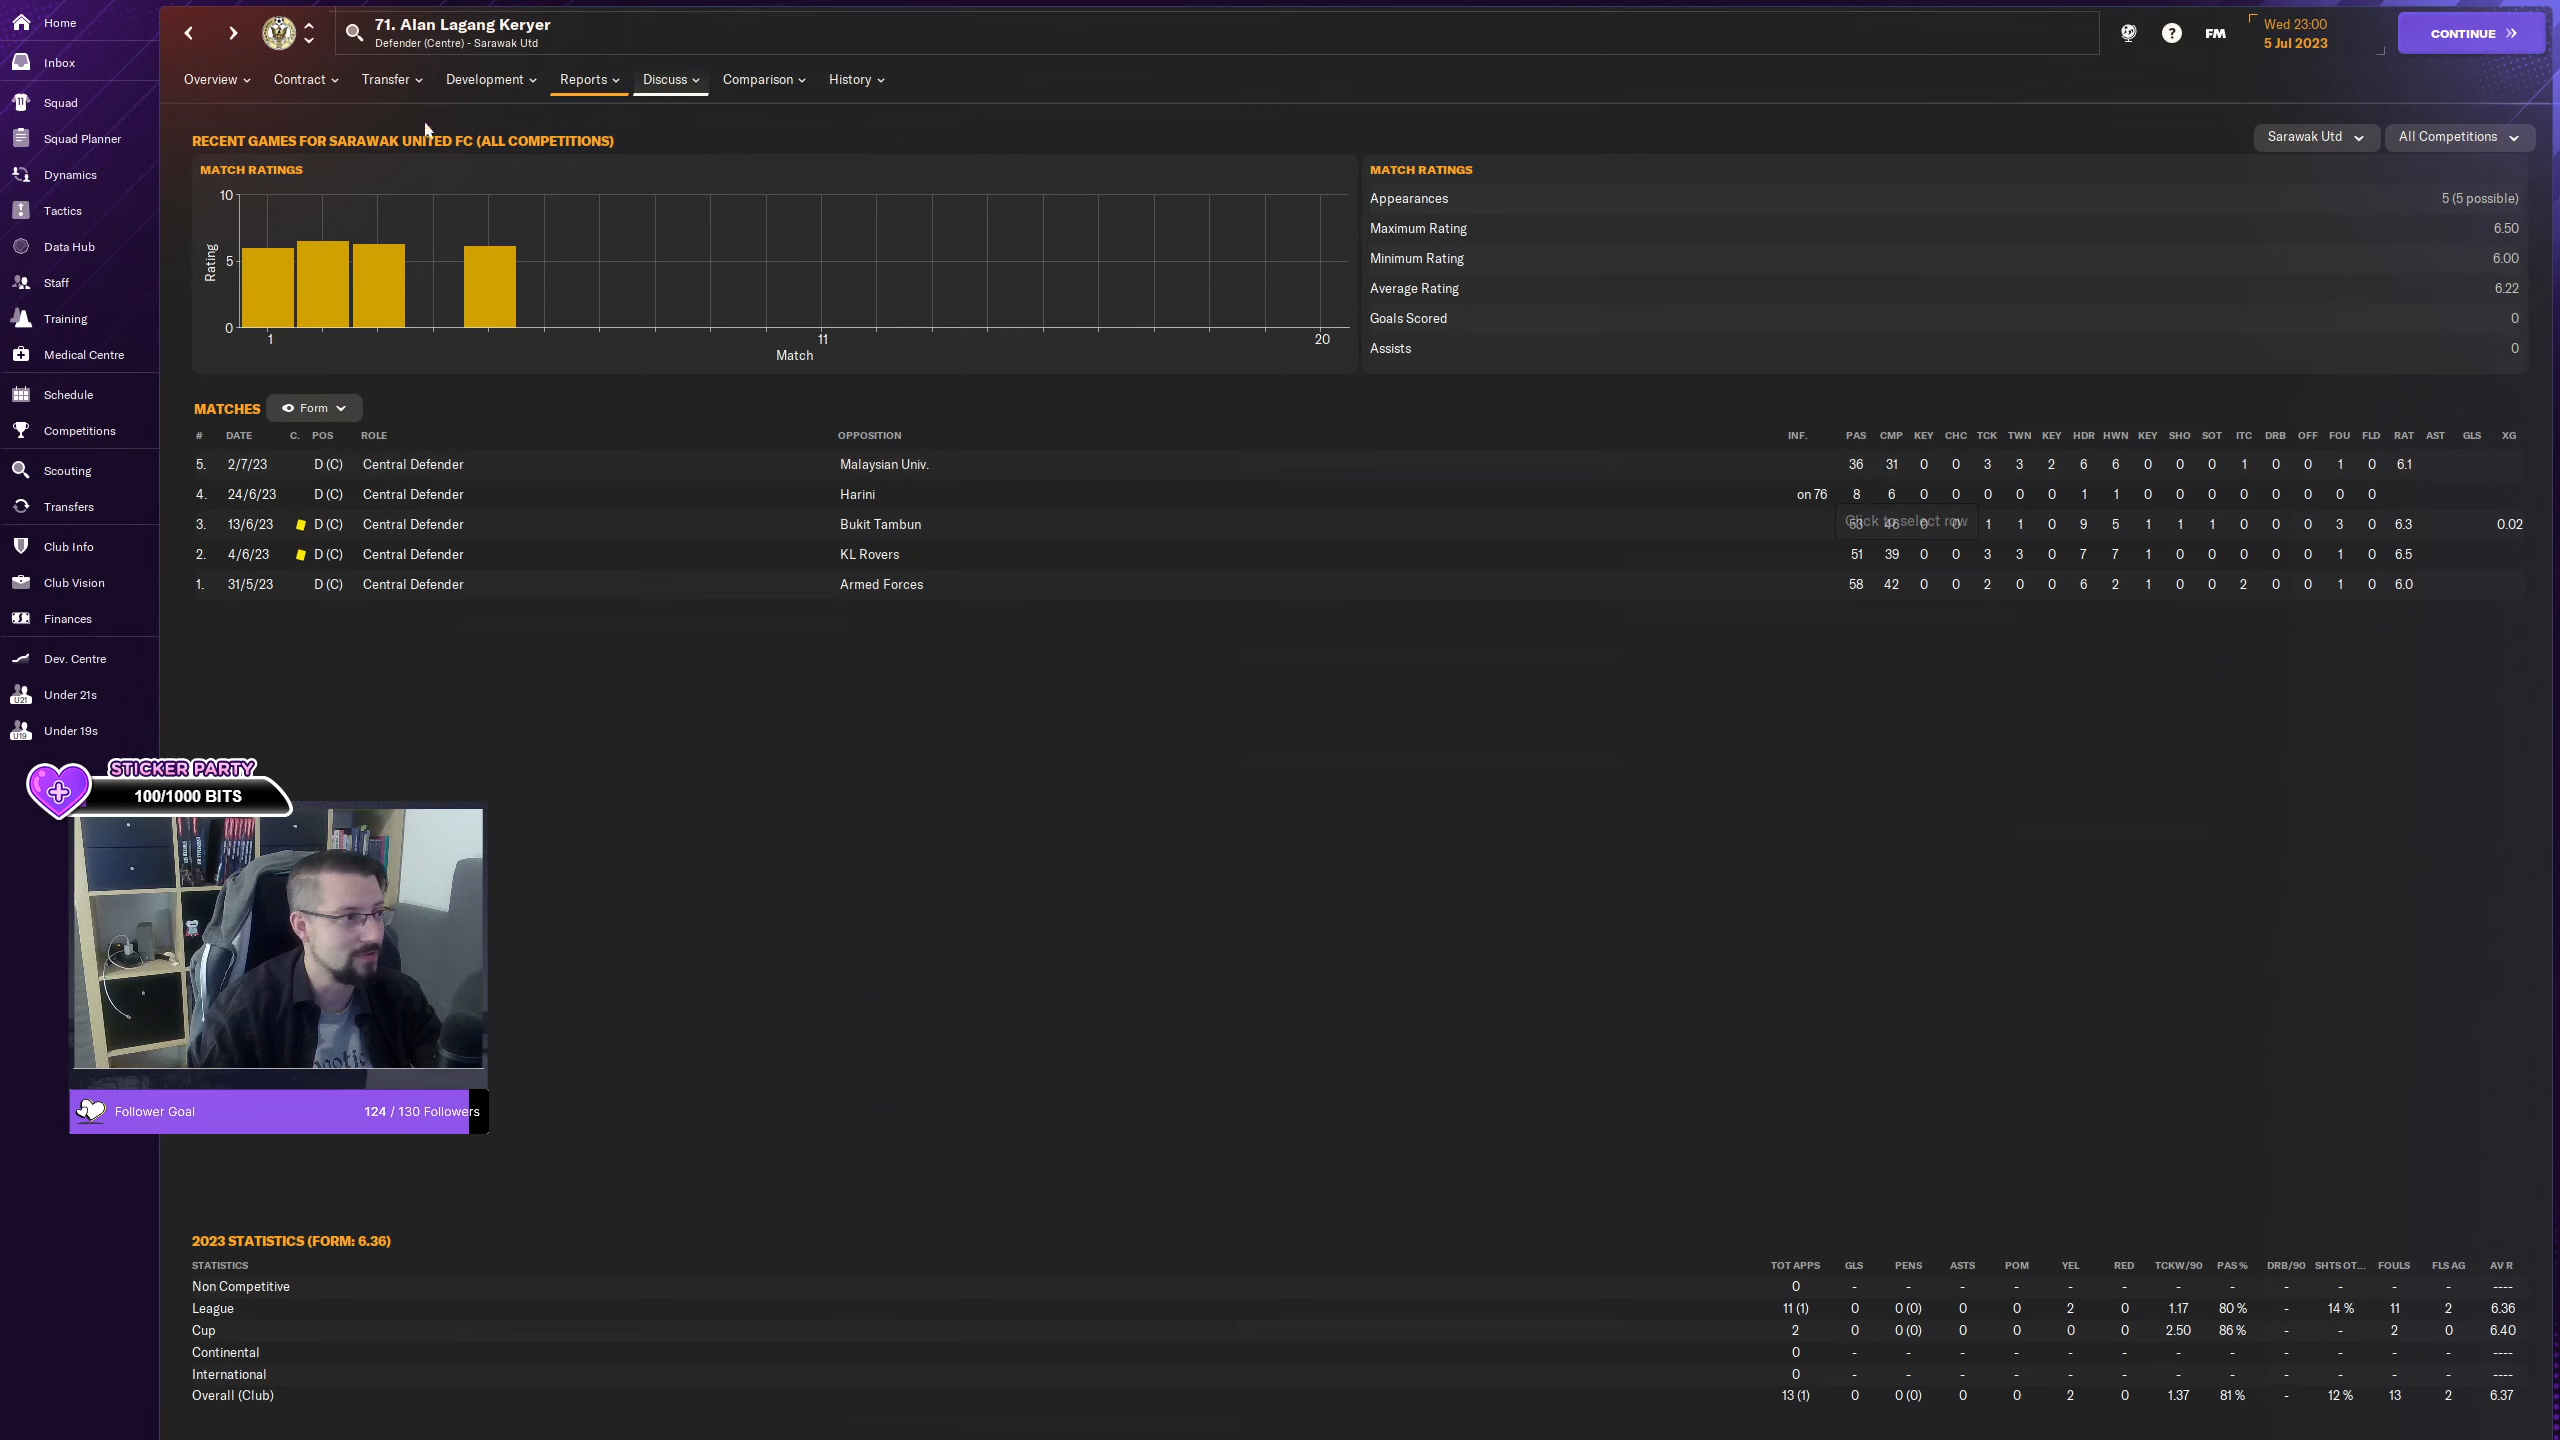 Home
Inbox
Squad
Squad Planner
Dynamics
Tactics
Data Hub
Staff
Training
Medical Centre
Schedule
Competitions
Scouting
Transfers
Club Info
Club Vision
Finances
Dev. Centre
U21 Under 21s
U19 Under 19s
71. Alan Lagang Keryer
Defender (Centre) - Sarawak Utd
FM
Wed 23:00
5 Jul 2023
CONTINUE
Overview Contract Transfer Development Reports Discuss Comparison History
RECENT GAMES FOR SARAWAK UNITED FC (ALL COMPETITIONS)
Sarawak Utd All Competitions
MATCH RATINGS
10
5
0
Rating
1 11 20
Match
MATCH RATINGS
Appearances 5 (5 possible)
Maximum Rating 6.50
Minimum Rating 6.00
Average Rating 6.22
Goals Scored 0
Assists 0
MATCHES Form
# DATE C. POS ROLE OPPOSITION INF. PAS CMP KEY CHC TCK TWN KEY HDR HWN KEY SHO SOT ITC DRB OFF FOU FLD RAT AST GLS XG
5. 2/7/23 D (C) Central Defender Malaysian Univ. 36 31 0 0 3 3 2 6 6 0 0 0 1 0 0 1 0 6.1
4. 24/6/23 D (C) Central Defender Harini on 76 8 6 0 0 0 0 0 1 1 0 0 0 0 0 0 0 0
3. 13/6/23 D (C) Central Defender Bukit Tambun 53 46 0 0 1 1 0 9 5 1 1 1 0 0 0 3 0 6.3 0.02
Click to select row
2. 4/6/23 D (C) Central Defender KL Rovers 51 39 0 0 3 3 0 7 7 1 0 0 0 0 0 1 0 6.5
1. 31/5/23 D (C) Central Defender Armed Forces 58 42 0 0 2 0 0 6 2 1 0 0 2 0 0 1 0 6.0
STICKER PARTY
100/1000 BITS
Follower Goal 124 / 130 Followers
2023 STATISTICS (FORM: 6.36)
STATISTICS TOT APPS GLS PENS ASTS POM YEL RED TCKW/90 PAS % DRB/90 SHTS OT... FOULS FLS AG AV R
Non Competitive 0 - - - - - - - - - - - - ----
League 11 (1) 0 0 (0) 0 0 2 0 1.17 80 % - 14 % 11 2 6.36
Cup 2 0 0 (0) 0 0 0 0 2.50 86 % - - 2 0 6.40
Continental 0 - - - - - - - - - - - - ----
International 0 - - - - - - - - - - - - ----
Overall (Club) 13 (1) 0 0 (0) 0 0 2 0 1.37 81 % - 12 % 13 2 6.37